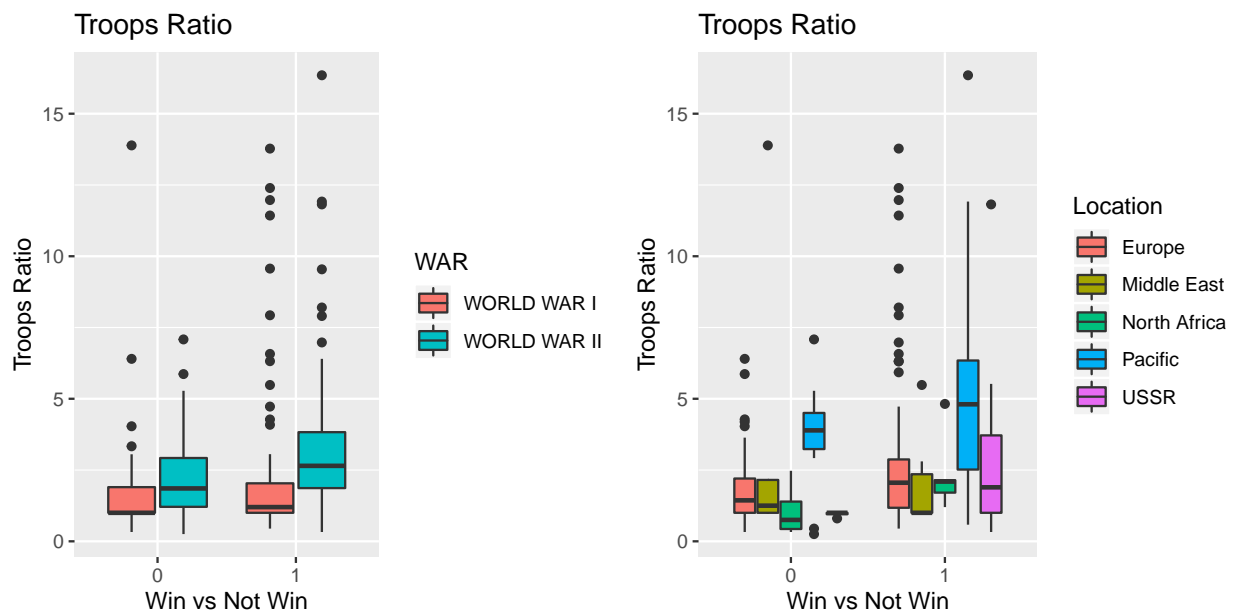 Troops Ratio
Troops Ratio
15
10
5
0
0 1
Win vs Not Win
WAR
WORLD WAR I
WORLD WAR II
Troops Ratio
Troops Ratio
15
10
5
0
0 1
Win vs Not Win
Location
Europe
Middle East
North Africa
Pacific
USSR